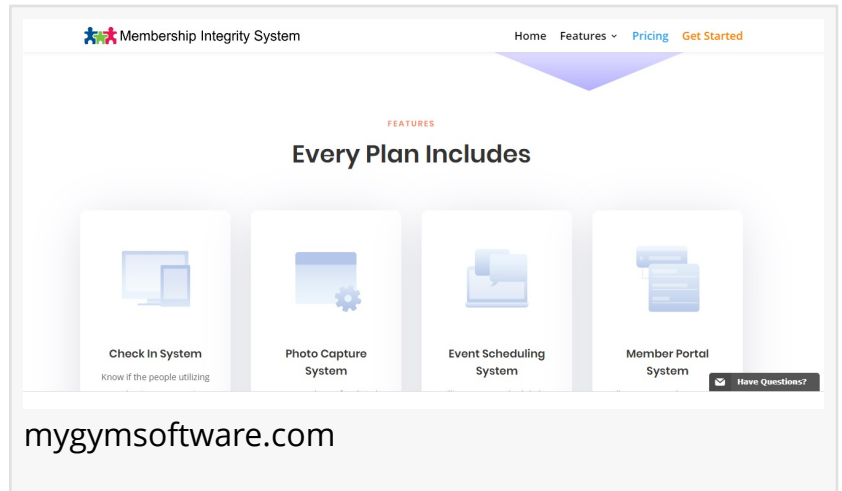 Membership Integrity System
Home Features Pricing Get Started
FEATURES
Every Plan Includes
Check In System
Know if the people utilizing
Photo Capture
System
Event Scheduling
System
Member Portal
System
Have Questions?
mygymsoftware.com